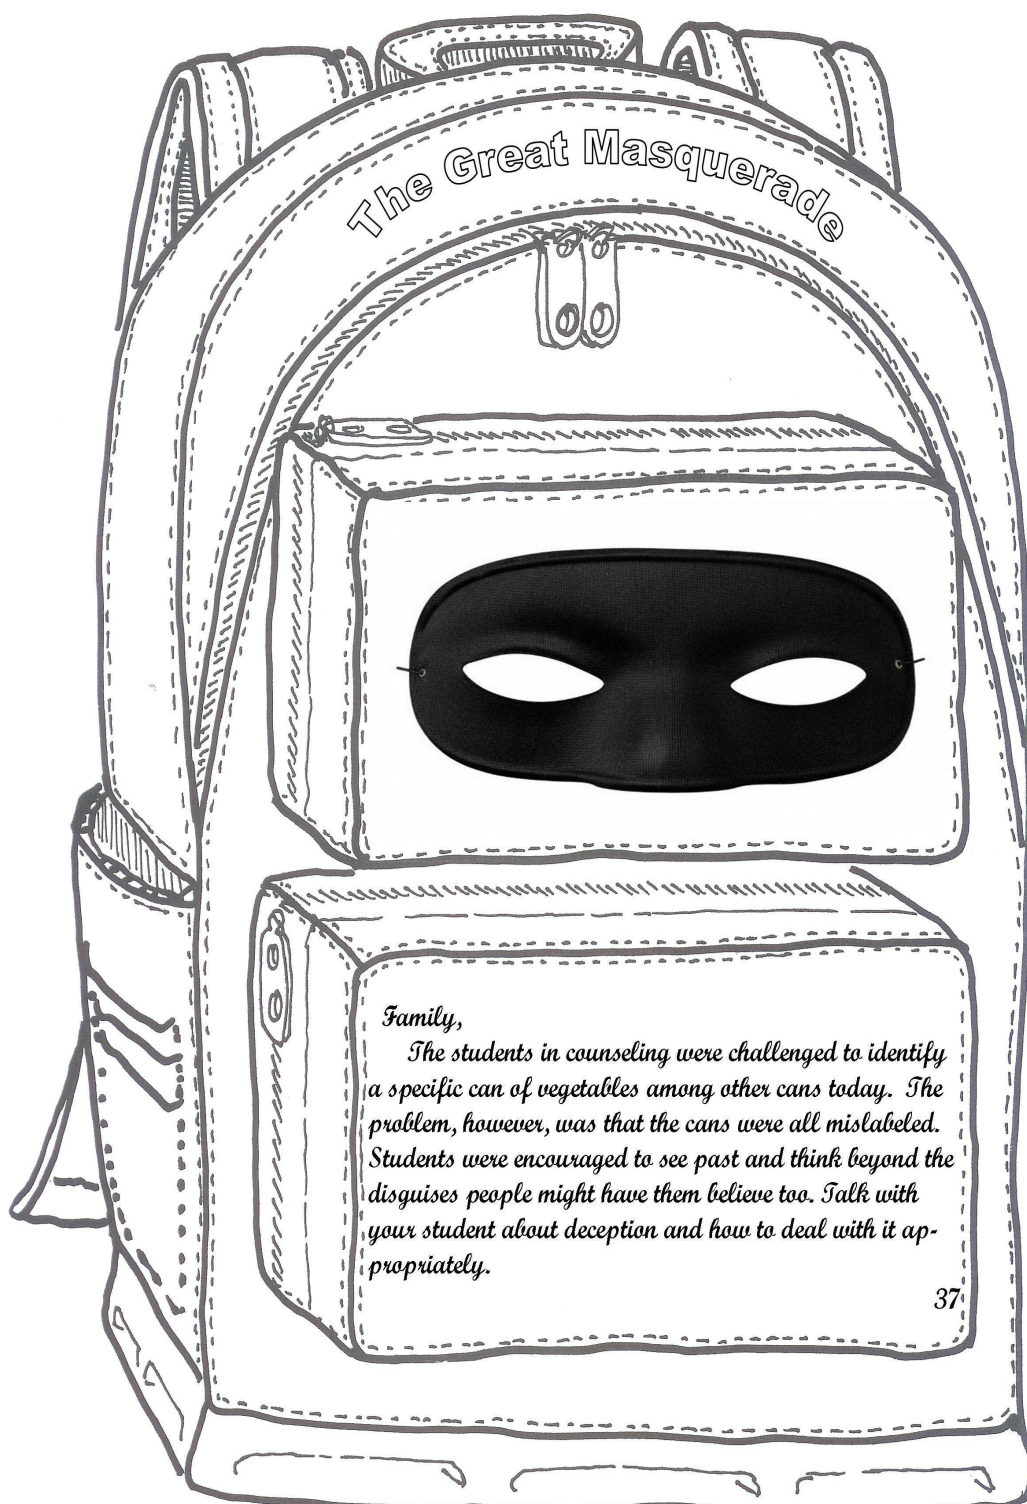 The Great Masquerade
Family,
The students in counseling were challenged to identify
a specific can of vegetables among other cans today. The
problem, however, was that the cans were all mislabeled.
Students were encouraged to see past and think beyond the
disguises people might have them believe too. Talk with
your student about deception and how to deal with it ap-
propriately.
37